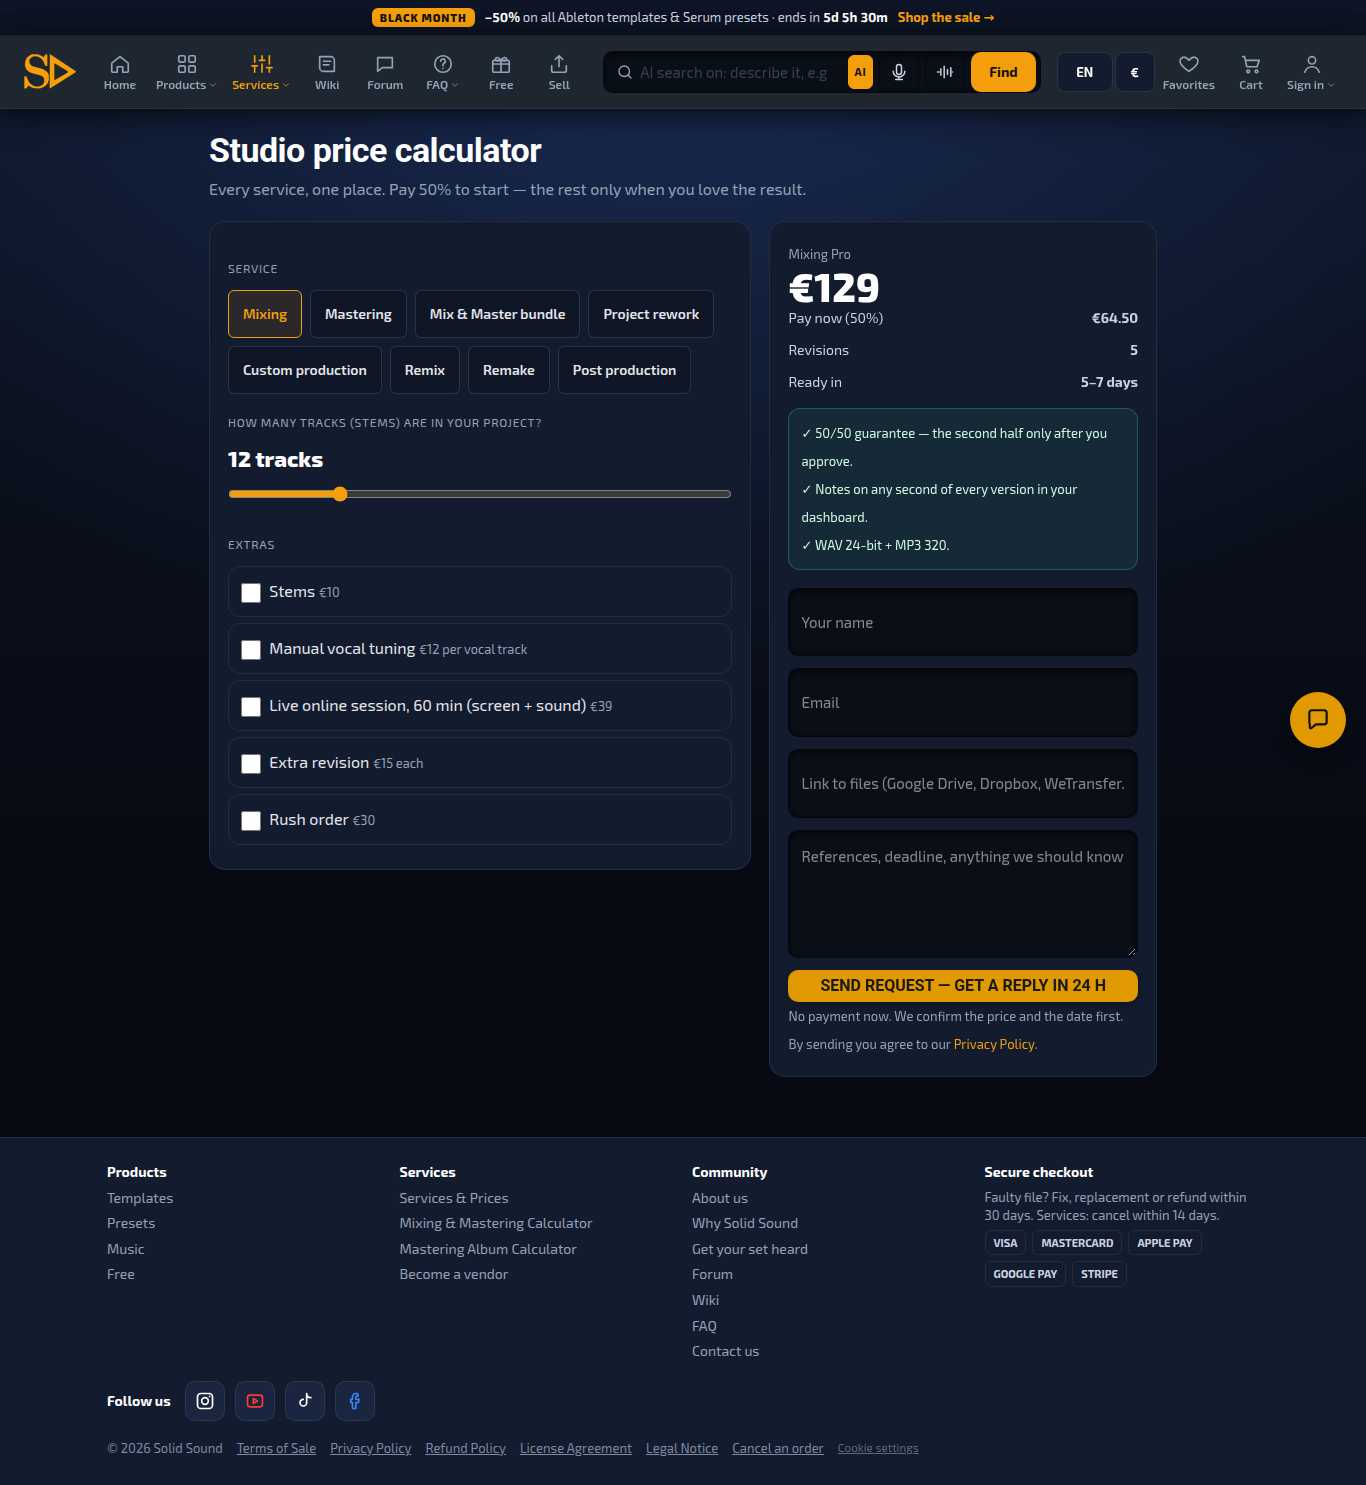 BLACK MONTH −50% on all Ableton templates & Serum presets · ends in 5d 5h 30m Shop the sale →
Home
Products
Services
Wiki
Forum
FAQ
Free
Sell
AI search on: describe it, e.g
AI
Find
EN
€
Favorites
Cart
Sign in
Studio price calculator
Every service, one place. Pay 50% to start — the rest only when you love the result.
SERVICE
Mixing
Mastering
Mix & Master bundle
Project rework
Custom production
Remix
Remake
Post production
HOW MANY TRACKS (STEMS) ARE IN YOUR PROJECT?
12 tracks
EXTRAS
Stems €10
Manual vocal tuning €12 per vocal track
Live online session, 60 min (screen + sound) €39
Extra revision €15 each
Rush order €30
Mixing Pro
€129
Pay now (50%) €64.50
Revisions 5
Ready in 5–7 days
✓ 50/50 guarantee — the second half only after you
approve.
✓ Notes on any second of every version in your
dashboard.
✓ WAV 24-bit + MP3 320.
Your name
Email
Link to files (Google Drive, Dropbox, WeTransfer.
References, deadline, anything we should know
SEND REQUEST — GET A REPLY IN 24 H
No payment now. We confirm the price and the date first.
By sending you agree to our Privacy Policy.
Products
Templates
Presets
Music
Free
Services
Services & Prices
Mixing & Mastering Calculator
Mastering Album Calculator
Become a vendor
Community
About us
Why Solid Sound
Get your set heard
Forum
Wiki
FAQ
Contact us
Secure checkout
Faulty file? Fix, replacement or refund within
30 days. Services: cancel within 14 days.
VISA
MASTERCARD
APPLE PAY
GOOGLE PAY
STRIPE
Follow us
© 2026 Solid Sound Terms of Sale Privacy Policy Refund Policy License Agreement Legal Notice Cancel an order Cookie settings